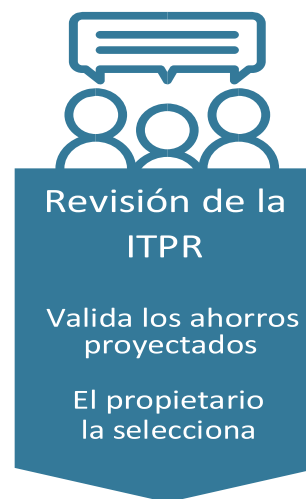 Revisión de la
ITPR
Valida los ahorros
proyectados
El propietario
la selecciona